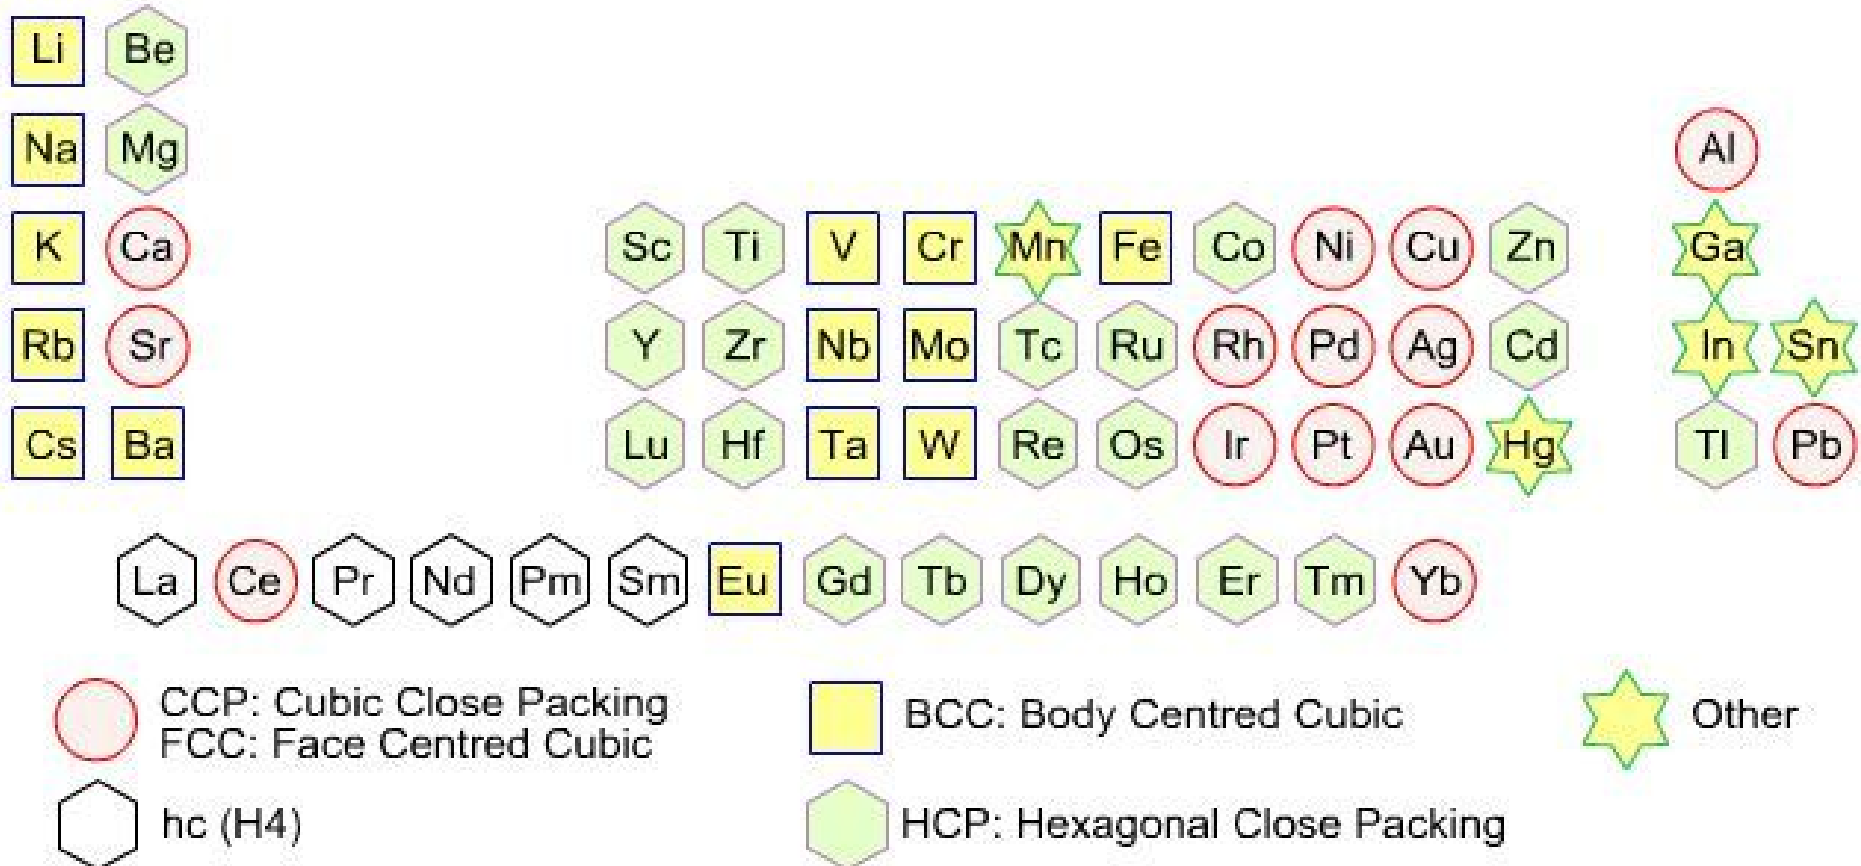 Li Be
Na Mg Al
K Ca Sc Ti V Cr Mn Fe Co Ni Cu Zn Ga
Rb Sr Y Zr Nb Mo Tc Ru Rh Pd Ag Cd In Sn
Cs Ba Lu Hf Ta W Re Os Ir Pt Au Hg Tl Pb
La Ce Pr Nd Pm Sm Eu Gd Tb Dy Ho Er Tm Yb
CCP: Cubic Close Packing
FCC: Face Centred Cubic
BCC: Body Centred Cubic
Other
hc (H4)
HCP: Hexagonal Close Packing